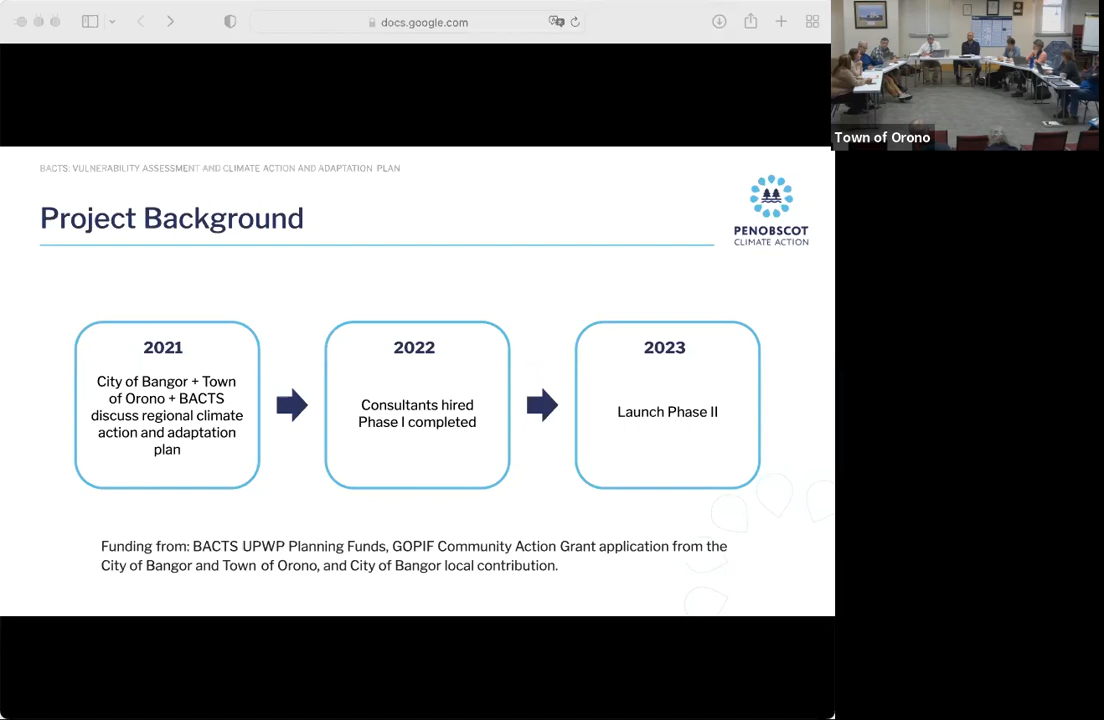 docs.google.com
Town of Orono
BACTS: VULNERABILITY ASSESSMENT AND CLIMATE ACTION AND ADAPTATION PLAN
Project Background
PENOBSCOT
CLIMATE ACTION
2021
City of Bangor + Town
of Orono + BACTS
discuss regional climate
action and adaptation
plan
2022
Consultants hired
Phase I completed
2023
Launch Phase II
Funding from: BACTS UPWP Planning Funds, GOPIF Community Action Grant application from the
City of Bangor and Town of Orono, and City of Bangor local contribution.